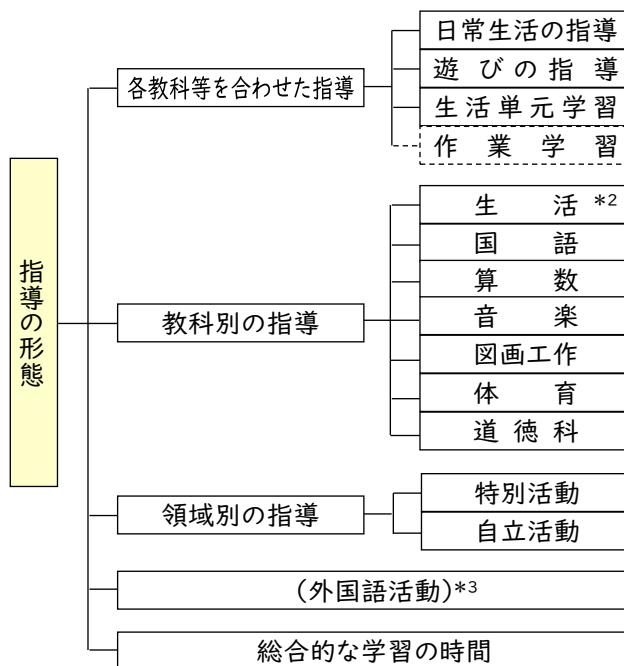 指導の形態
各教科等を合わせた指導
日常生活の指導
遊びの指導
生活単元学習
作業学習
教科別の指導
生活 *2
国語
算数
音楽
図画工作
体育
道徳科
領域別の指導
特別活動
自立活動
(外国語活動)*3
総合的な学習の時間